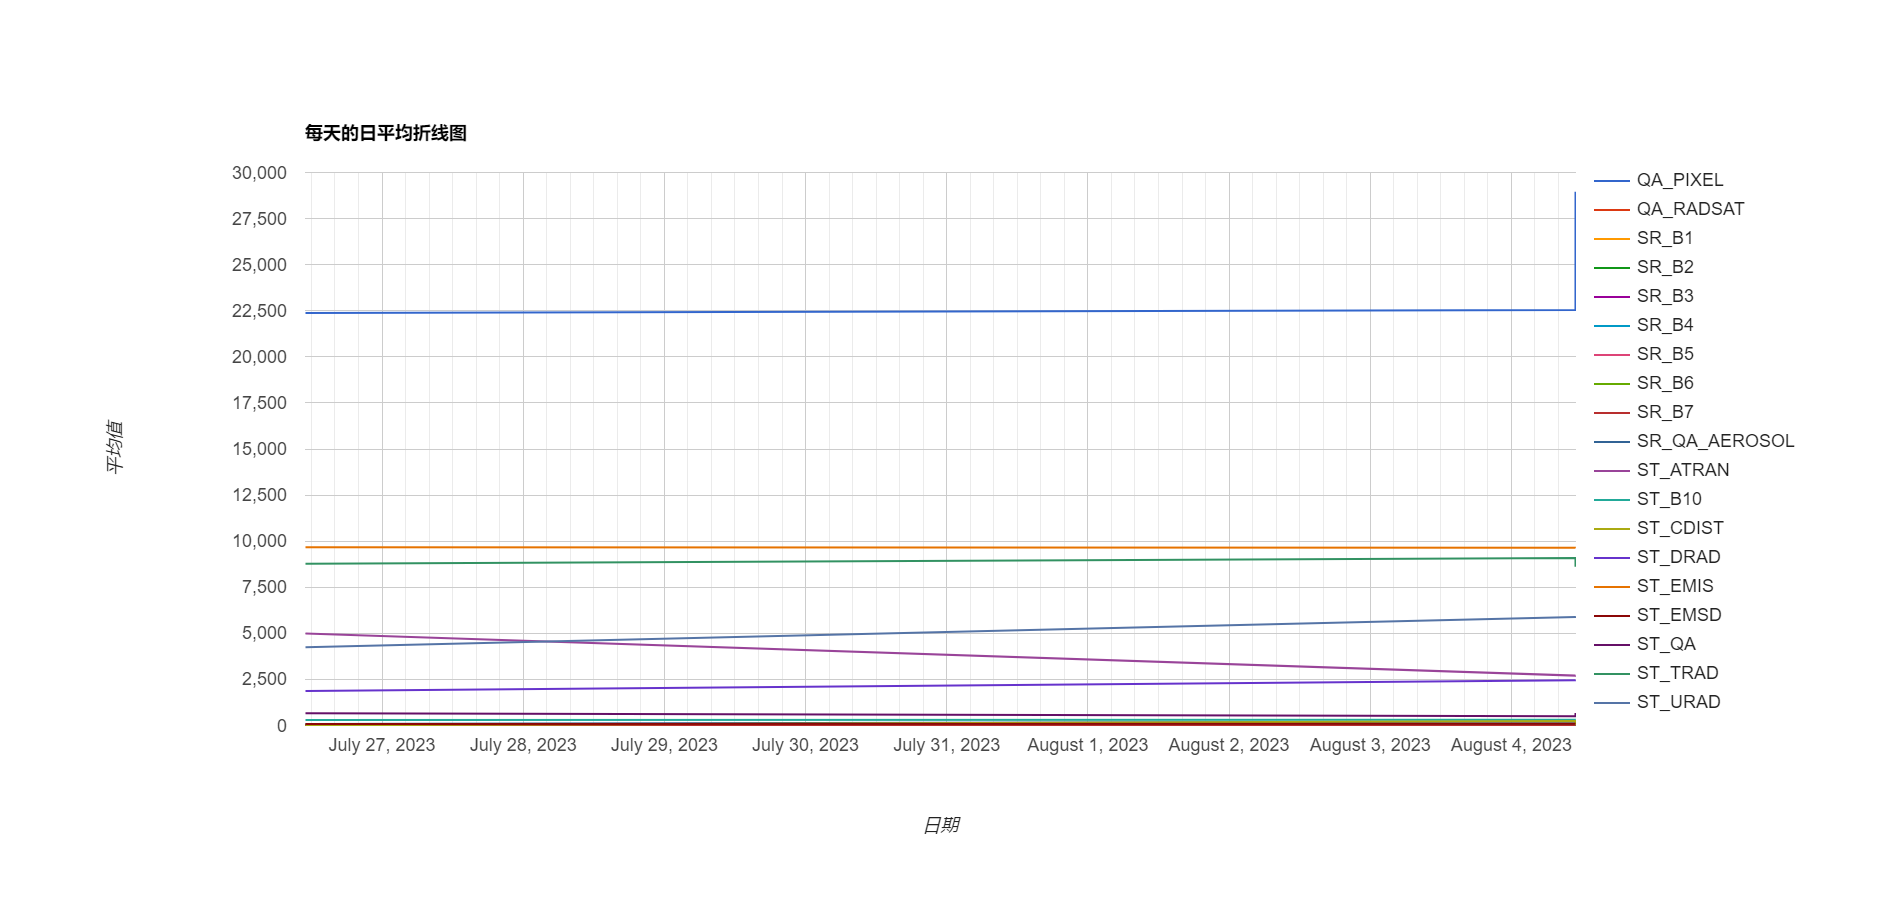 每天的日平均折线图
30,000
27,500
25,000
22,500
20,000
17,500
15,000
12,500
10,000
7,500
5,000
2,500
0
平均值
July 27, 2023
July 28, 2023
July 29, 2023
July 30, 2023
July 31, 2023
August 1, 2023
August 2, 2023
August 3, 2023
August 4, 2023
日期
QA_PIXEL
QA_RADSAT
SR_B1
SR_B2
SR_B3
SR_B4
SR_B5
SR_B6
SR_B7
SR_QA_AEROSOL
ST_ATRAN
ST_B10
ST_CDIST
ST_DRAD
ST_EMIS
ST_EMSD
ST_QA
ST_TRAD
ST_URAD